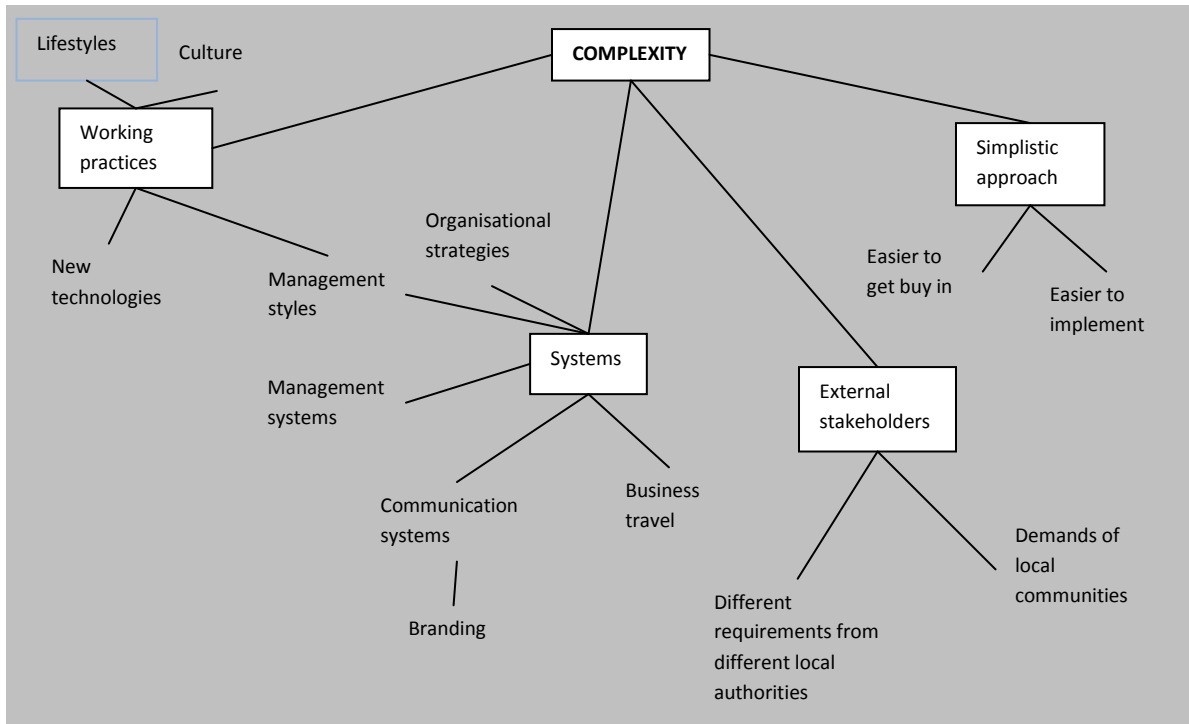 Lifestyles
Culture
COMPLEXITY
Working
practices
Simplistic
approach
Organisational
strategies
New
technologies
Management
styles
Easier to
get buy in
Easier to
implement
Systems
Management
systems
External
stakeholders
Communication
systems
Business
travel
Demands of
local
communities
Different
requirements from
different local
authorities
Branding